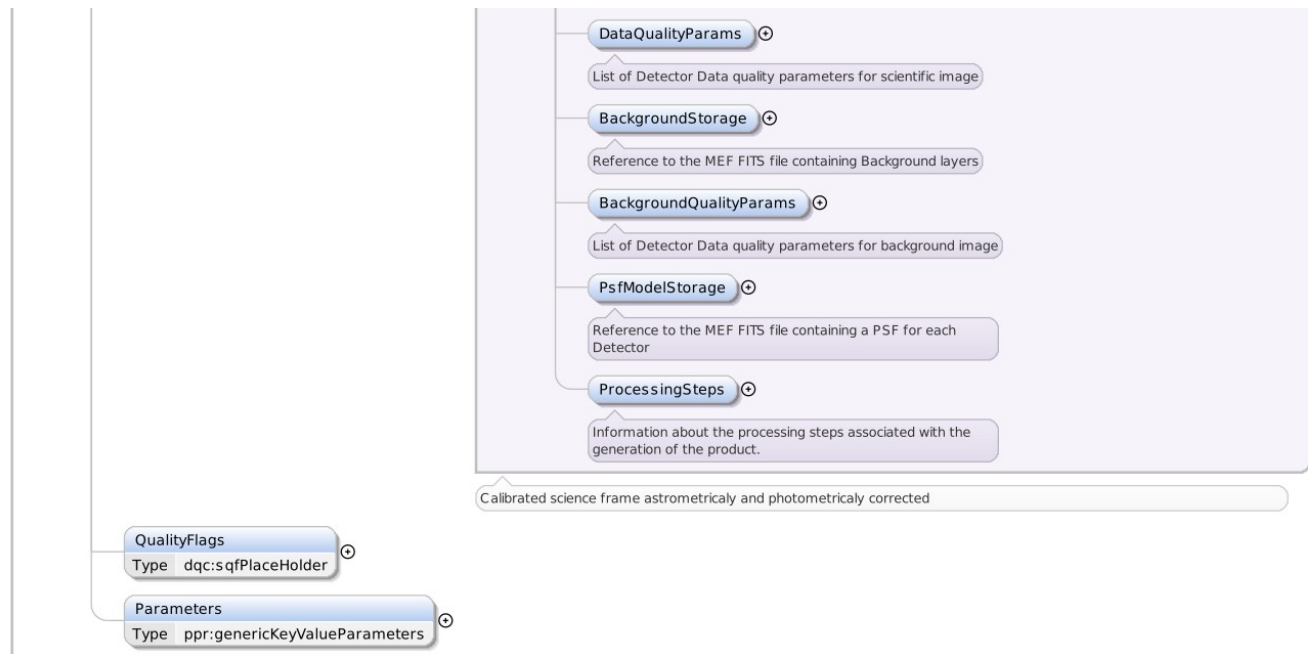 DataQualityParams
List of Detector Data quality parameters for scientific image
BackgroundStorage
Reference to the MEF FITS file containing Background layers
BackgroundQualityParams
List of Detector Data quality parameters for background image
PsfModelStorage
Reference to the MEF FITS file containing a PSF for each
Detector
ProcessingSteps
Information about the processing steps associated with the
generation of the product.
Calibrated science frame astrometricaly and photometricaly corrected
QualityFlags
Type dqc:sqfPlaceHolder
Parameters
Type ppr:genericKeyValueParameters